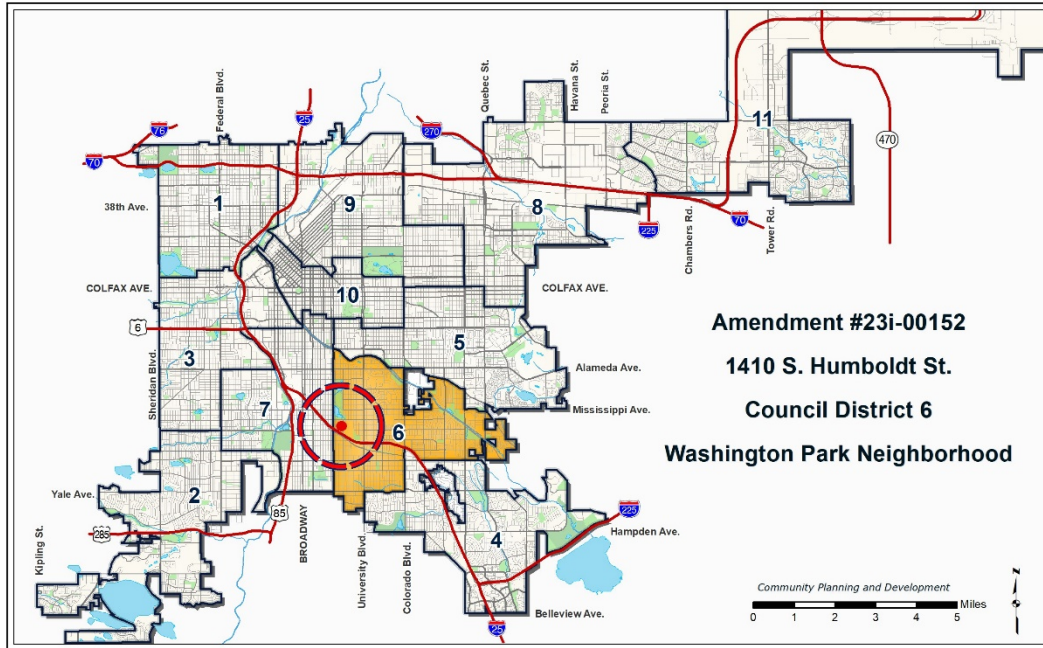 Federal Blvd.
Quebec St.
Havana St.
Peoria St.
76
25
270
11
470
70
38th Ave.
1
9
8
225
Chambers Rd.
70
Tower Rd.
COLFAX AVE.
10
COLFAX AVE.
6
5
3
Sheridan Blvd.
Alameda Ave.
Mississippi Ave.
7
6
Yale Ave.
2
85
BROADWAY
University Blvd.
Colorado Blvd.
4
225
Hampden Ave.
285
Kipling St.
Belleview Ave.
25
Amendment #23i-00152
1410 S. Humboldt St.
Council District 6
Washington Park Neighborhood
Community Planning and Development
Miles
0 1 2 3 4 5
N